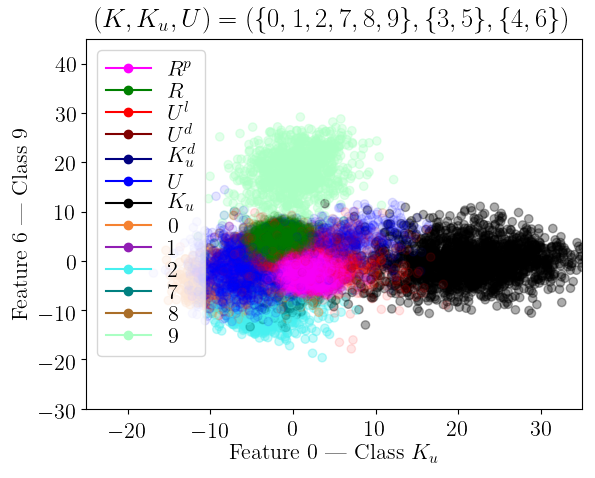 (K, K_u, U) = ({0, 1, 2, 7, 8, 9}, {3, 5}, {4, 6})
Feature 6 — Class 9
40
30
20
10
0
−10
−20
−30
R^p
R
U^l
U^d
K_u^d
U
K_u
0
1
2
7
8
9
−20 −10 0 10 20 30
Feature 0 — Class K_u